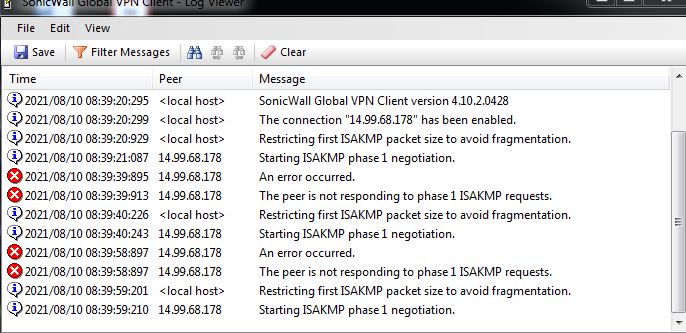 SonicWall Global VPN Client - Log Viewer
File Edit View
Save Filter Messages Clear
Time Peer Message
2021/08/10 08:39:20:295 <local host> SonicWall Global VPN Client version 4.10.2.0428
2021/08/10 08:39:20:299 <local host> The connection "14.99.68.178" has been enabled.
2021/08/10 08:39:20:929 <local host> Restricting first ISAKMP packet size to avoid fragmentation.
2021/08/10 08:39:21:087 14.99.68.178 Starting ISAKMP phase 1 negotiation.
2021/08/10 08:39:39:895 14.99.68.178 An error occurred.
2021/08/10 08:39:39:913 14.99.68.178 The peer is not responding to phase 1 ISAKMP requests.
2021/08/10 08:39:40:226 <local host> Restricting first ISAKMP packet size to avoid fragmentation.
2021/08/10 08:39:40:243 14.99.68.178 Starting ISAKMP phase 1 negotiation.
2021/08/10 08:39:58:897 14.99.68.178 An error occurred.
2021/08/10 08:39:58:897 14.99.68.178 The peer is not responding to phase 1 ISAKMP requests.
2021/08/10 08:39:59:201 <local host> Restricting first ISAKMP packet size to avoid fragmentation.
2021/08/10 08:39:59:210 14.99.68.178 Starting ISAKMP phase 1 negotiation.